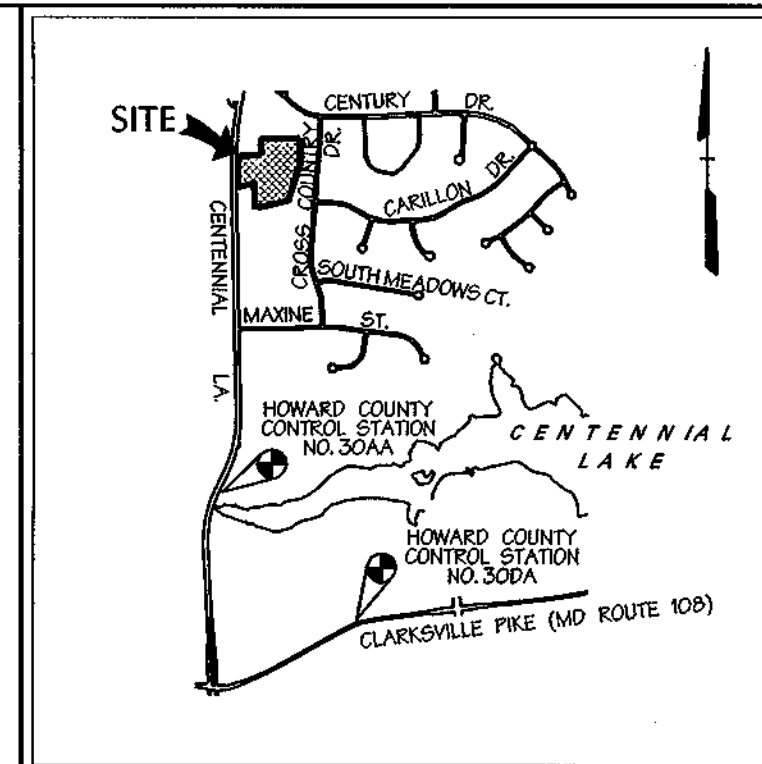 CENTURY DR.
SITE
CROSS COUNTRY DR.
CARILLON DR.
CENTENNIAL LA.
SOUTH MEADOWS CT.
MAXINE ST.
HOWARD COUNTY
CONTROL STATION
NO. 30AA
CENTENNIAL
LAKE
HOWARD COUNTY
CONTROL STATION
NO. 30DA
CLARKSVILLE PIKE (MD ROUTE 108)